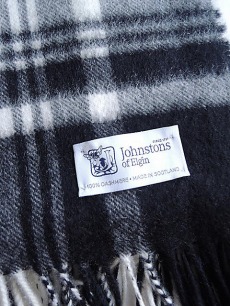 Johnstons
of Elgin
100% CASHMERE • MADE IN SCOTLAND